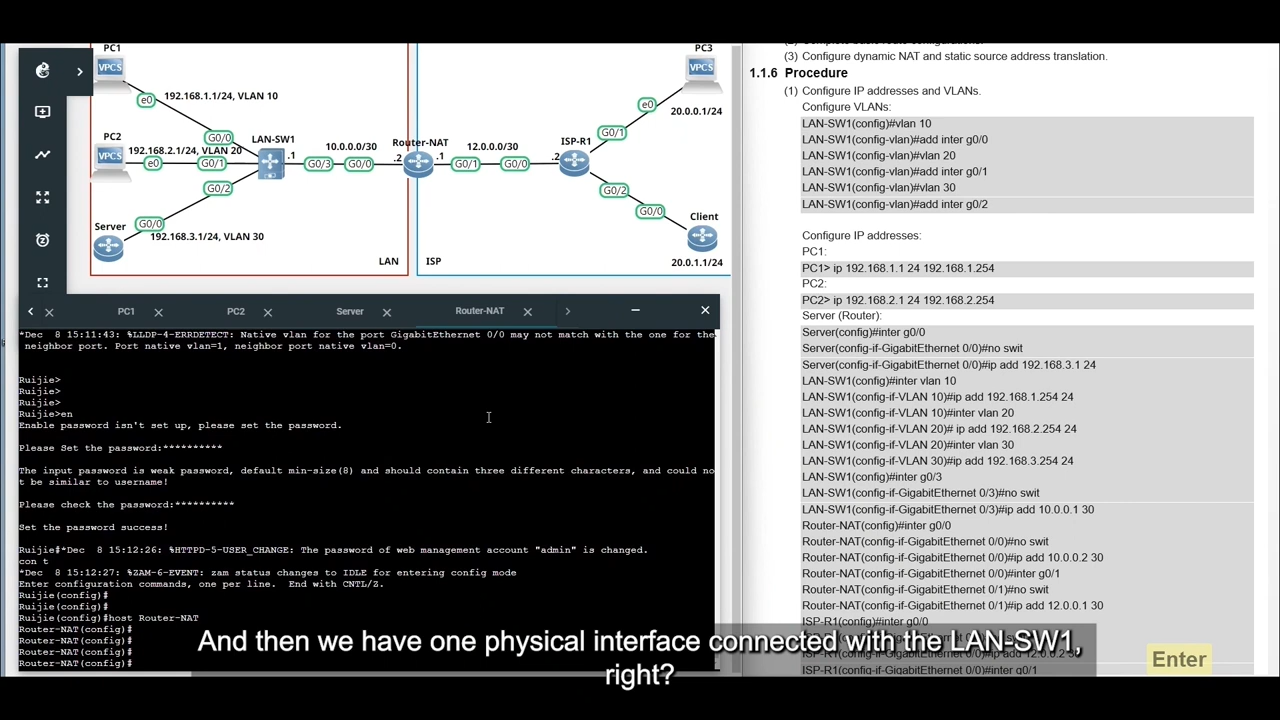 PC1
VPCS
e0
192.168.1.1/24, VLAN 10
G0/0
PC2
VPCS
e0
192.168.2.1/24, VLAN 20
G0/1
LAN-SW1
.1
G0/2
G0/3
10.0.0.0/30
G0/0
Router-NAT
.2
.1
Server
G0/0
192.168.3.1/24, VLAN 30
LAN
ISP
G0/1
12.0.0.0/30
G0/0
.2
ISP-R1
G0/1
e0
PC3
VPCS
20.0.0.1/24
G0/2
G0/0
Client
20.0.1.1/24
PC1
PC2
Server
Router-NAT
*Dec  8 15:11:43: %LLDP-4-ERRDETECT: Native vlan for the port GigabitEthernet 0/0 may not match with the one for the
neighbor port. Port native vlan=1, neighbor port native vlan=0.
Ruijie>
Ruijie>
Ruijie>
Ruijie>en
Enable password isn't set up, please set the password.
Please Set the password:**********
The input password is weak password, default min-size(8) and should contain three different characters, and could no
t be similar to username!
Please check the password:**********
Set the password success!
Ruijie#*Dec  8 15:12:26: %HTTPD-5-USER_CHANGE: The password of web management account "admin" is changed.
con t
*Dec  8 15:12:27: %ZAM-6-EVENT: zam status changes to IDLE for entering config mode
Enter configuration commands, one per line.  End with CNTL/Z.
Ruijie(config)#
Ruijie(config)#
Ruijie(config)#host Router-NAT
Router-NAT(config)#
Router-NAT(config)#
Router-NAT(config)#
Router-NAT(config)#
(3) Configure dynamic NAT and static source address translation.
1.1.6 Procedure
(1) Configure IP addresses and VLANs.
Configure VLANs:
LAN-SW1(config)#vlan 10
LAN-SW1(config-vlan)#add inter g0/0
LAN-SW1(config-vlan)#vlan 20
LAN-SW1(config-vlan)#add inter g0/1
LAN-SW1(config-vlan)#vlan 30
LAN-SW1(config-vlan)#add inter g0/2
Configure IP addresses:
PC1:
PC1> ip 192.168.1.1 24 192.168.1.254
PC2:
PC2> ip 192.168.2.1 24 192.168.2.254
Server (Router):
Server(config)#inter g0/0
Server(config-if-GigabitEthernet 0/0)#no swit
Server(config-if-GigabitEthernet 0/0)#ip add 192.168.3.1 24
LAN-SW1(config)#inter vlan 10
LAN-SW1(config-if-VLAN 10)#ip add 192.168.1.254 24
LAN-SW1(config-if-VLAN 10)#inter vlan 20
LAN-SW1(config-if-VLAN 20)# ip add 192.168.2.254 24
LAN-SW1(config-if-VLAN 20)#inter vlan 30
LAN-SW1(config-if-VLAN 30)#ip add 192.168.3.254 24
LAN-SW1(config)#inter g0/3
LAN-SW1(config-if-GigabitEthernet 0/3)#no swit
LAN-SW1(config-if-GigabitEthernet 0/3)#ip add 10.0.0.1 30
Router-NAT(config)#inter g0/0
Router-NAT(config-if-GigabitEthernet 0/0)#no swit
Router-NAT(config-if-GigabitEthernet 0/0)#ip add 10.0.0.2 30
Router-NAT(config-if-GigabitEthernet 0/0)#inter g0/1
Router-NAT(config-if-GigabitEthernet 0/1)#no swit
Router-NAT(config-if-GigabitEthernet 0/1)#ip add 12.0.0.1 30
ISP-R1(config)#inter g0/0
And then we have one physical interface connected with the LAN-SW1,
right?
Enter